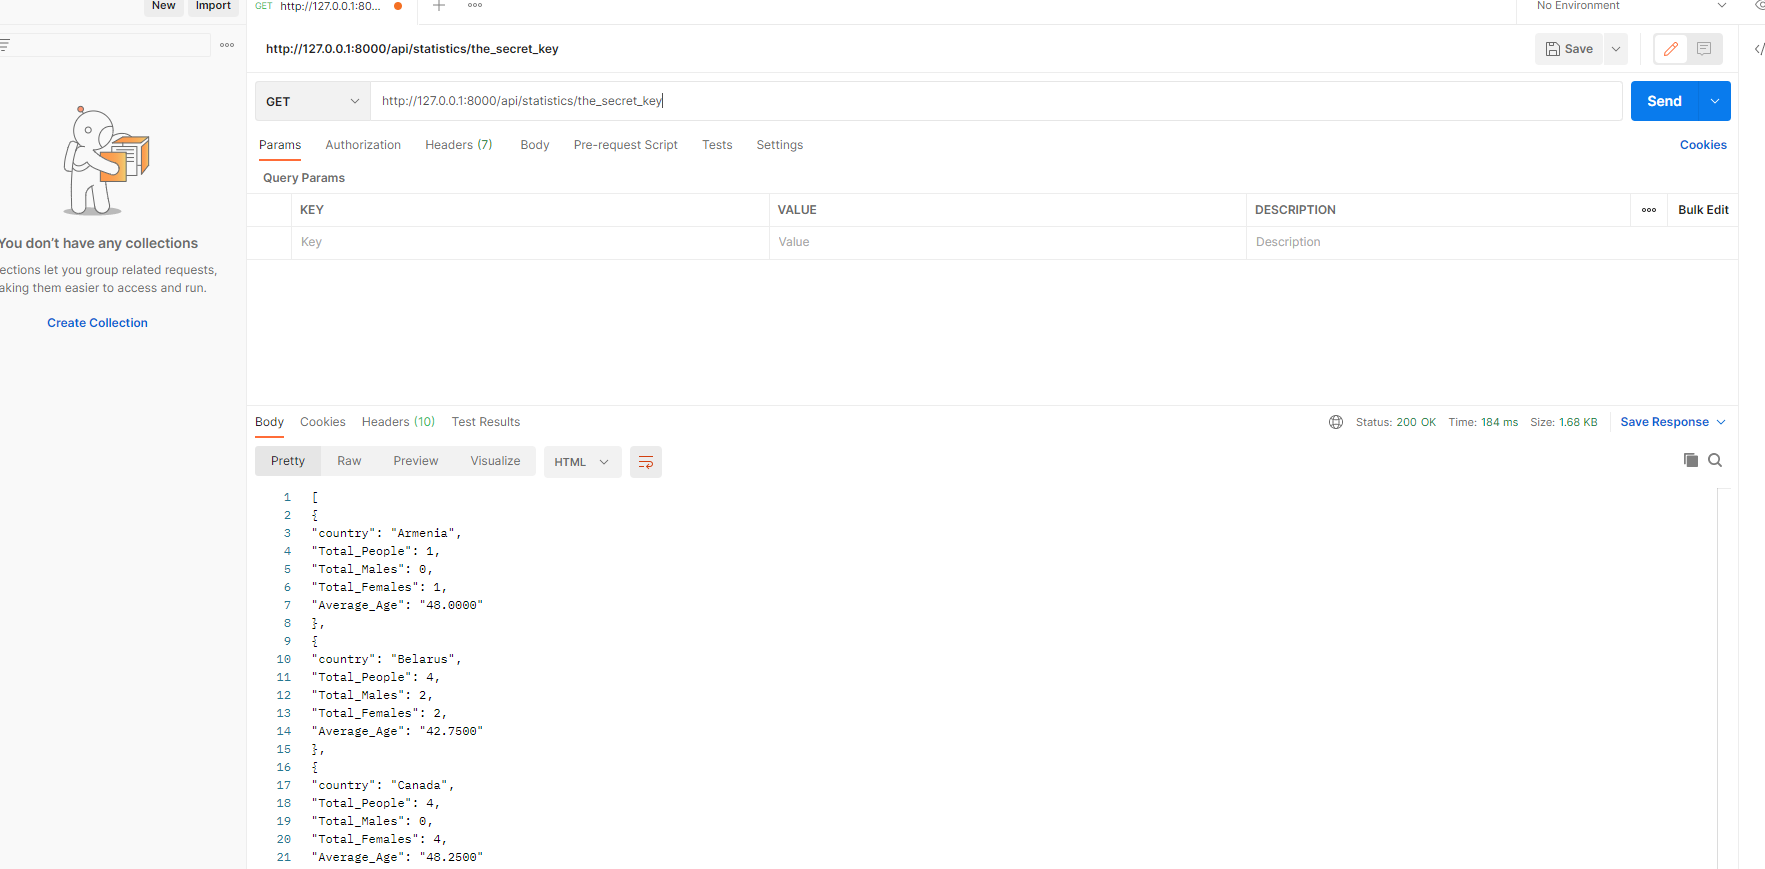 New Import
GET http://127.0.0.1:80...
No Environment
http://127.0.0.1:8000/api/statistics/the_secret_key
Save
GET http://127.0.0.1:8000/api/statistics/the_secret_key
Send
Params Authorization Headers (7) Body Pre-request Script Tests Settings Cookies
Query Params
KEY VALUE DESCRIPTION Bulk Edit
Key Value Description
You don't have any collections
ections let you group related requests,
aking them easier to access and run.
Create Collection
Body Cookies Headers (10) Test Results Status: 200 OK Time: 184 ms Size: 1.68 KB Save Response
Pretty Raw Preview Visualize HTML
1 [
2 {
3 "country": "Armenia",
4 "Total_People": 1,
5 "Total_Males": 0,
6 "Total_Females": 1,
7 "Average_Age": "48.0000"
8 },
9 {
10 "country": "Belarus",
11 "Total_People": 4,
12 "Total_Males": 2,
13 "Total_Females": 2,
14 "Average_Age": "42.7500"
15 },
16 {
17 "country": "Canada",
18 "Total_People": 4,
19 "Total_Males": 0,
20 "Total_Females": 4,
21 "Average_Age": "48.2500"